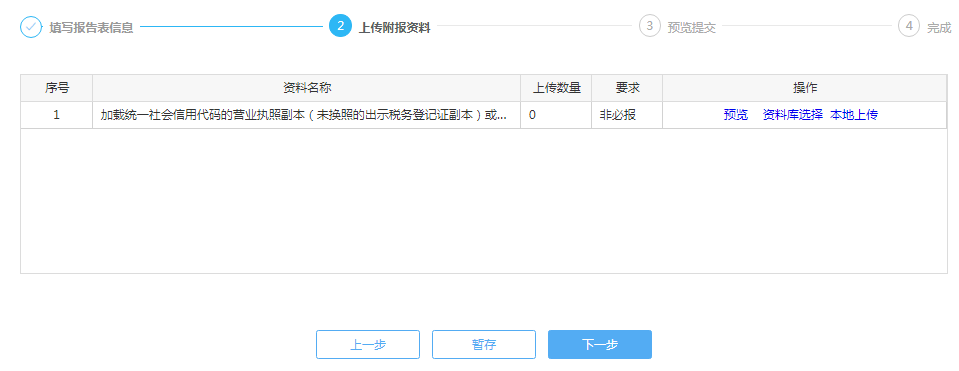 填写报告表信息 2 上传附报资料 3 预览提交 4 完成
序号 资料名称 上传数量 要求 操作
1 加载统一社会信用代码的营业执照副本（未换照的出示税务登记证副本）或... 0 非必报 预览 资料库选择 本地上传
上一步 暂存 下一步